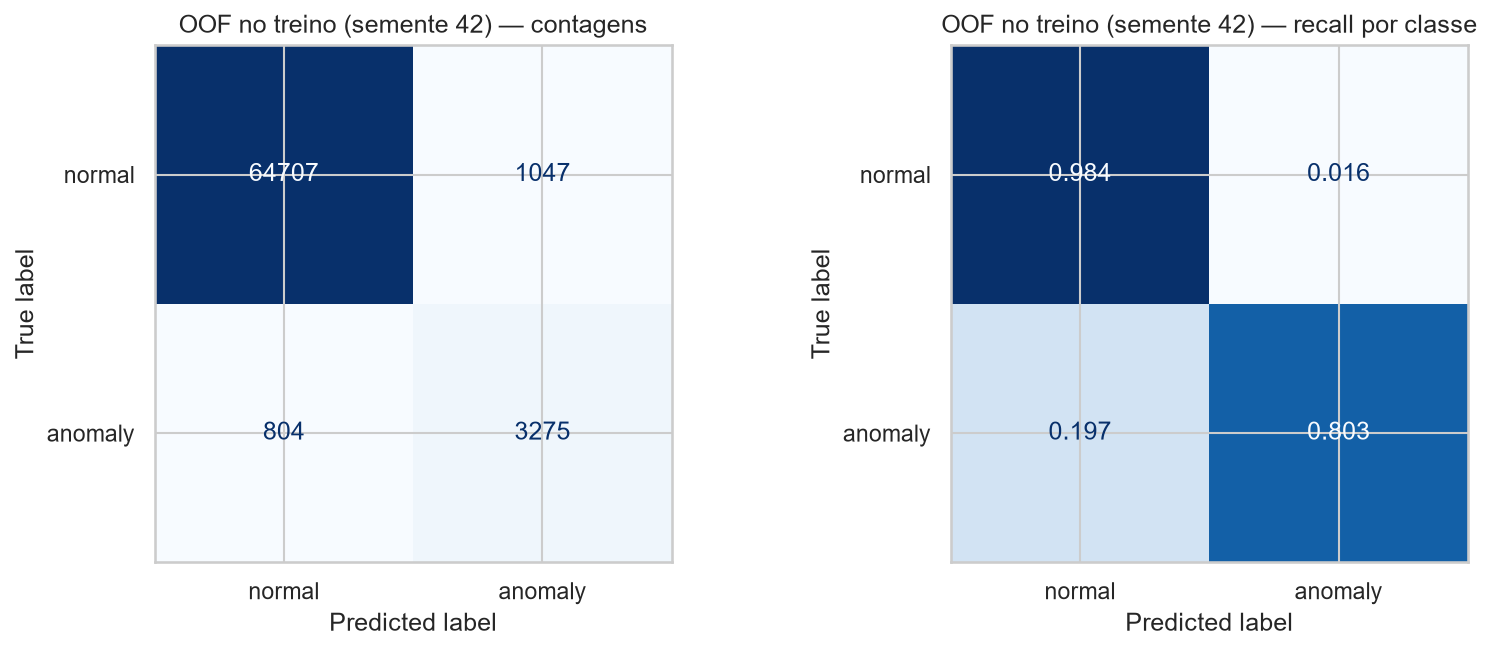 OOF no treino (semente 42) — contagens
normal
64707
1047
anomaly
804
3275
True label
normal
anomaly
Predicted label
OOF no treino (semente 42) — recall por classe
normal
0.984
0.016
anomaly
0.197
0.803
True label
normal
anomaly
Predicted label